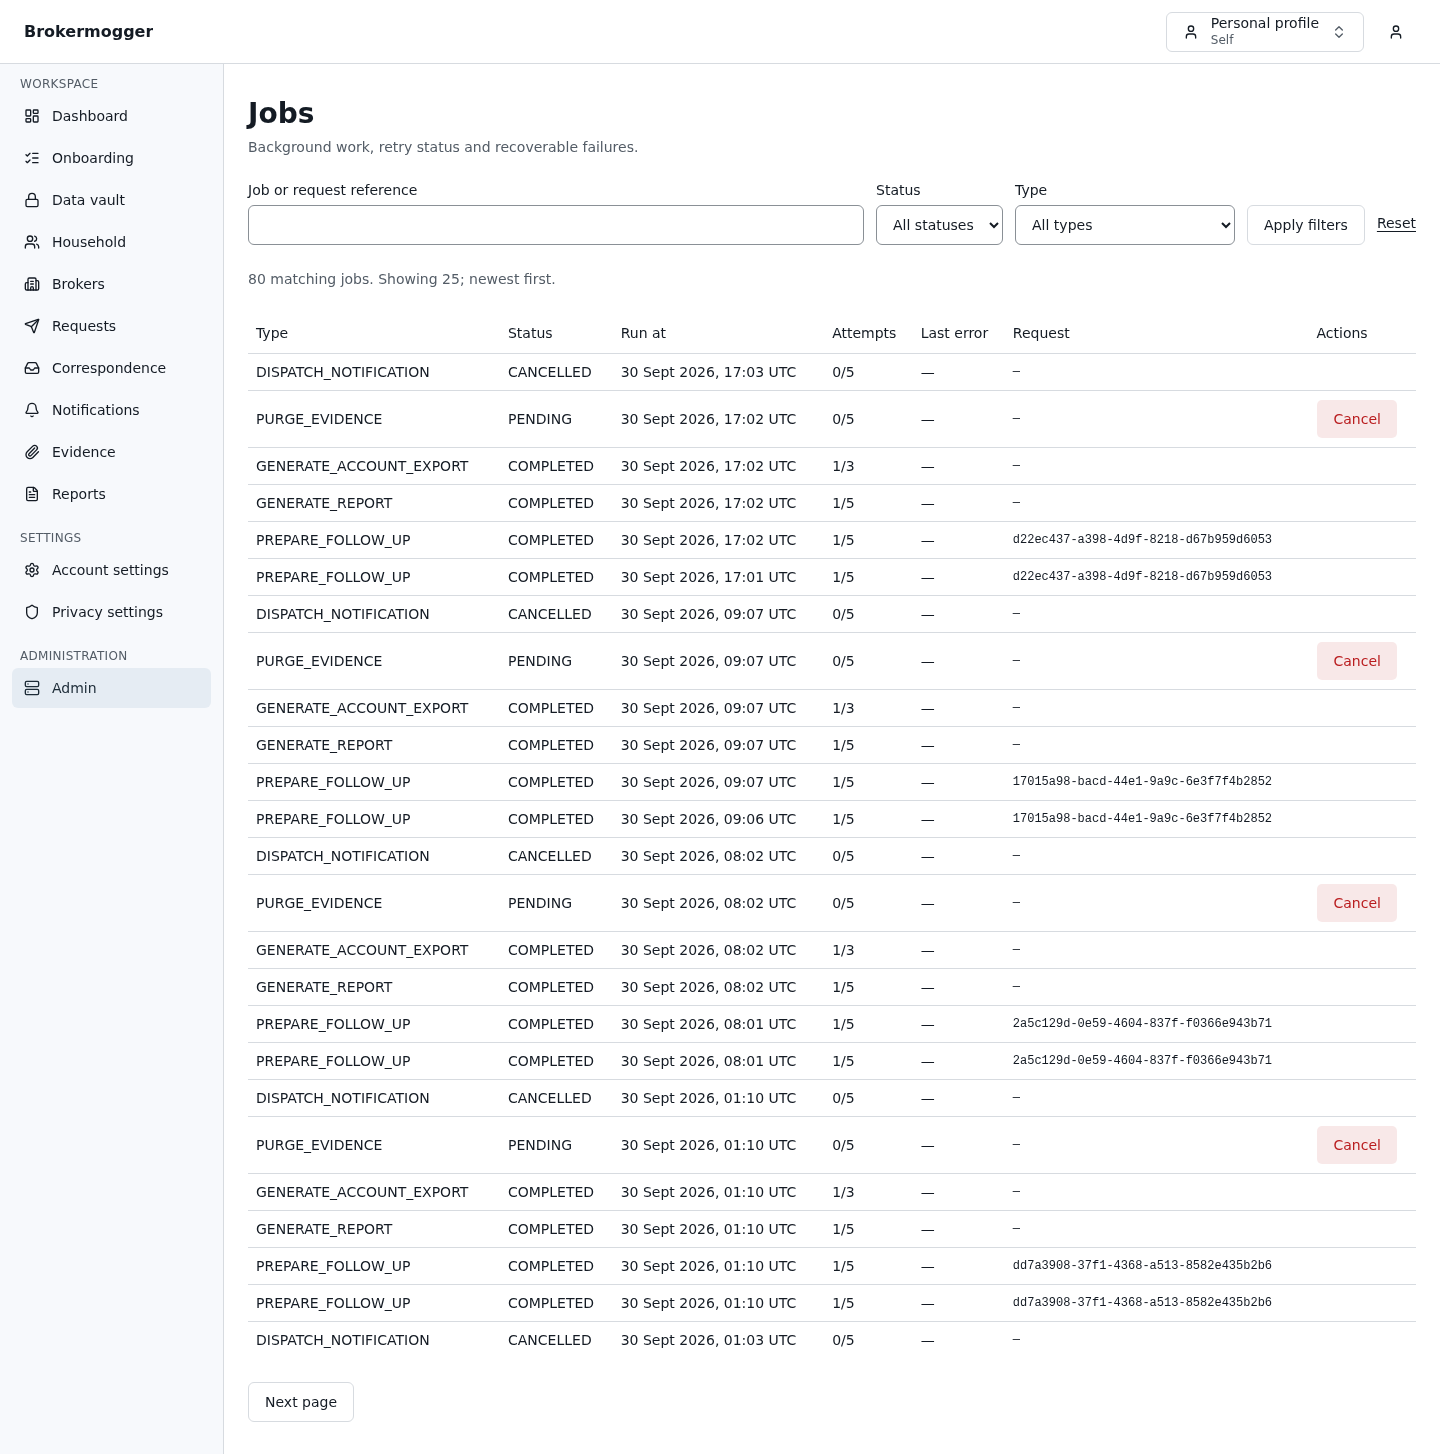 Brokermogger
Personal profile
Self
WORKSPACE
Dashboard
Onboarding
Data vault
Household
Brokers
Requests
Correspondence
Notifications
Evidence
Reports
SETTINGS
Account settings
Privacy settings
ADMINISTRATION
Admin
Jobs
Background work, retry status and recoverable failures.
Job or request reference
Status
Type
All statuses
All types
Apply filters
Reset
80 matching jobs. Showing 25; newest first.
Type Status Run at Attempts Last error Request Actions
DISPATCH_NOTIFICATION CANCELLED 30 Sept 2026, 17:03 UTC 0/5 — —
PURGE_EVIDENCE PENDING 30 Sept 2026, 17:02 UTC 0/5 — — Cancel
GENERATE_ACCOUNT_EXPORT COMPLETED 30 Sept 2026, 17:02 UTC 1/3 — —
GENERATE_REPORT COMPLETED 30 Sept 2026, 17:02 UTC 1/5 — —
PREPARE_FOLLOW_UP COMPLETED 30 Sept 2026, 17:02 UTC 1/5 — d22ec437-a398-4d9f-8218-d67b959d6053
PREPARE_FOLLOW_UP COMPLETED 30 Sept 2026, 17:01 UTC 1/5 — d22ec437-a398-4d9f-8218-d67b959d6053
DISPATCH_NOTIFICATION CANCELLED 30 Sept 2026, 09:07 UTC 0/5 — —
PURGE_EVIDENCE PENDING 30 Sept 2026, 09:07 UTC 0/5 — — Cancel
GENERATE_ACCOUNT_EXPORT COMPLETED 30 Sept 2026, 09:07 UTC 1/3 — —
GENERATE_REPORT COMPLETED 30 Sept 2026, 09:07 UTC 1/5 — —
PREPARE_FOLLOW_UP COMPLETED 30 Sept 2026, 09:07 UTC 1/5 — 17015a98-bacd-44e1-9a9c-6e3f7f4b2852
PREPARE_FOLLOW_UP COMPLETED 30 Sept 2026, 09:06 UTC 1/5 — 17015a98-bacd-44e1-9a9c-6e3f7f4b2852
DISPATCH_NOTIFICATION CANCELLED 30 Sept 2026, 08:02 UTC 0/5 — —
PURGE_EVIDENCE PENDING 30 Sept 2026, 08:02 UTC 0/5 — — Cancel
GENERATE_ACCOUNT_EXPORT COMPLETED 30 Sept 2026, 08:02 UTC 1/3 — —
GENERATE_REPORT COMPLETED 30 Sept 2026, 08:02 UTC 1/5 — —
PREPARE_FOLLOW_UP COMPLETED 30 Sept 2026, 08:01 UTC 1/5 — 2a5c129d-0e59-4604-837f-f0366e943b71
PREPARE_FOLLOW_UP COMPLETED 30 Sept 2026, 08:01 UTC 1/5 — 2a5c129d-0e59-4604-837f-f0366e943b71
DISPATCH_NOTIFICATION CANCELLED 30 Sept 2026, 01:10 UTC 0/5 — —
PURGE_EVIDENCE PENDING 30 Sept 2026, 01:10 UTC 0/5 — — Cancel
GENERATE_ACCOUNT_EXPORT COMPLETED 30 Sept 2026, 01:10 UTC 1/3 — —
GENERATE_REPORT COMPLETED 30 Sept 2026, 01:10 UTC 1/5 — —
PREPARE_FOLLOW_UP COMPLETED 30 Sept 2026, 01:10 UTC 1/5 — dd7a3908-37f1-4368-a513-8582e435b2b6
PREPARE_FOLLOW_UP COMPLETED 30 Sept 2026, 01:10 UTC 1/5 — dd7a3908-37f1-4368-a513-8582e435b2b6
DISPATCH_NOTIFICATION CANCELLED 30 Sept 2026, 01:03 UTC 0/5 — —
Next page